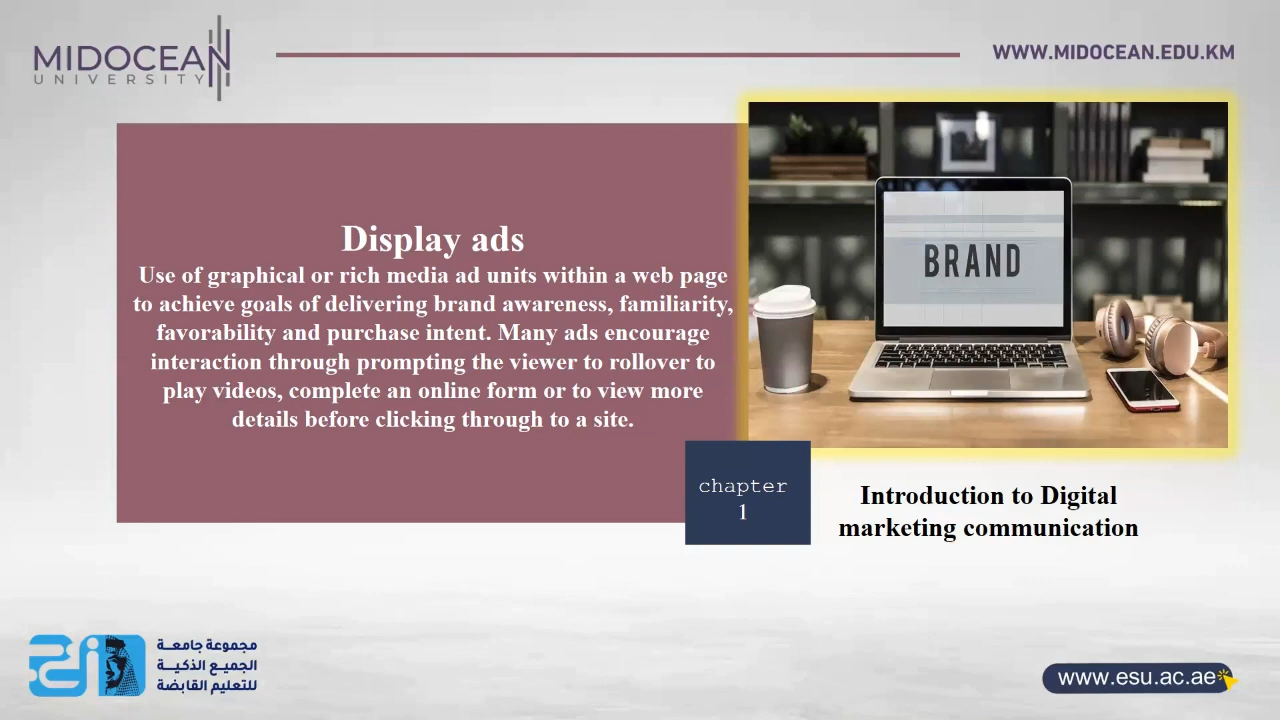 MIDOCEAN
UNIVERSITY
WWW.MIDOCEAN.EDU.KM
Display ads
Use of graphical or rich media ad units within a web page
to achieve goals of delivering brand awareness, familiarity,
favorability and purchase intent. Many ads encourage
interaction through prompting the viewer to rollover to
play videos, complete an online form or to view more
details before clicking through to a site.
BRAND
chapter
1
Introduction to Digital
marketing communication
مجموعة جامعة
الجميع الذكية
للتعليم القابضة
www.esu.ac.ae